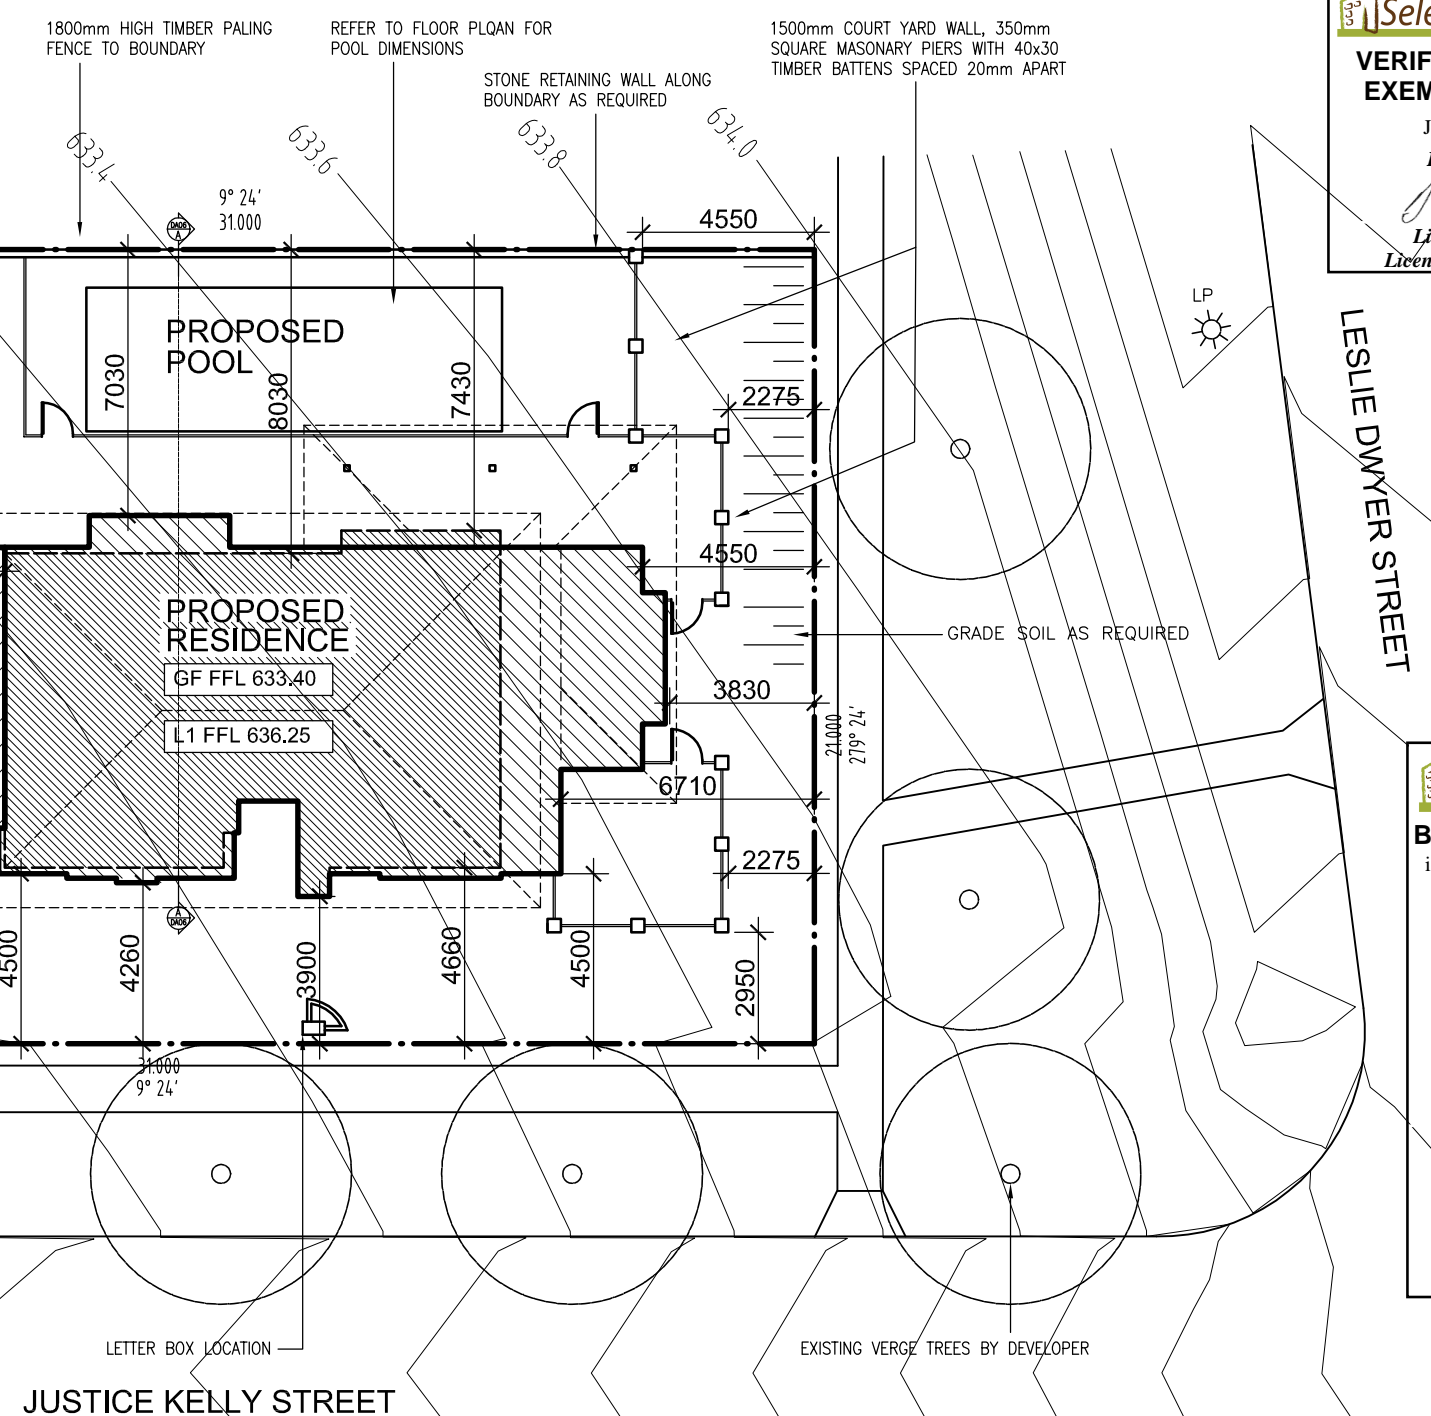 1800mm HIGH TIMBER PALING
FENCE TO BOUNDARY
REFER TO FLOOR PLQAN FOR
POOL DIMENSIONS
STONE RETAINING WALL ALONG
BOUNDARY AS REQUIRED
1500mm COURT YARD WALL, 350mm
SQUARE MASONARY PIERS WITH 40x30
TIMBER BATTENS SPACED 20mm APART
633.4
633.6
633.8
634.0
9° 24'
31.000
DA06
A
4550
LP
PROPOSED
POOL
7030
8030
7430
2275
4550
LESLIE DWYER STREET
PROPOSED
RESIDENCE
GF FFL 633.40
L1 FFL 636.25
GRADE SOIL AS REQUIRED
3830
21.000
279° 24'
6710
2275
A
DA06
4500
4260
3900
4660
4500
2950
31.000
9° 24'
LETTER BOX LOCATION
EXISTING VERGE TREES BY DEVELOPER
JUSTICE KELLY STREET